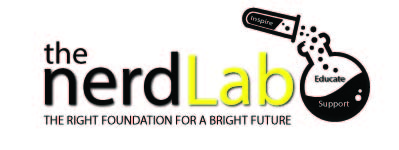 Inspire
the
nerdLab
Educate
Support
THE RIGHT FOUNDATION FOR A BRIGHT FUTURE